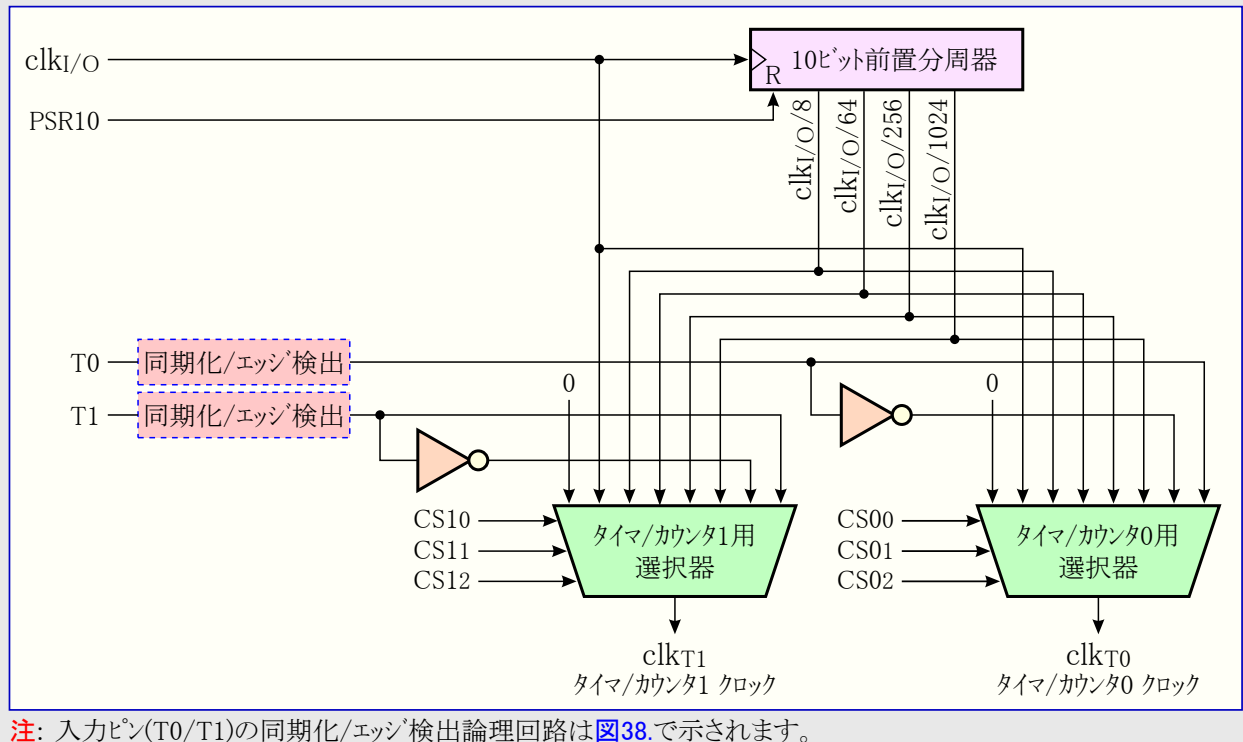 clkI/O
10ビット前置分周器
R
PSR10
clkI/O/8
clkI/O/64
clkI/O/256
clkI/O/1024
T0
同期化/エッジ検出
T1
同期化/エッジ検出
0
0
CS10
CS11
CS12
タイマ/カウンタ1用
選択器
CS00
CS01
CS02
タイマ/カウンタ0用
選択器
clkT1
タイマ/カウンタ1 クロック
clkT0
タイマ/カウンタ0 クロック
注: 入力ピン(T0/T1)の同期化/エッジ検出論理回路は図38.で示されます。